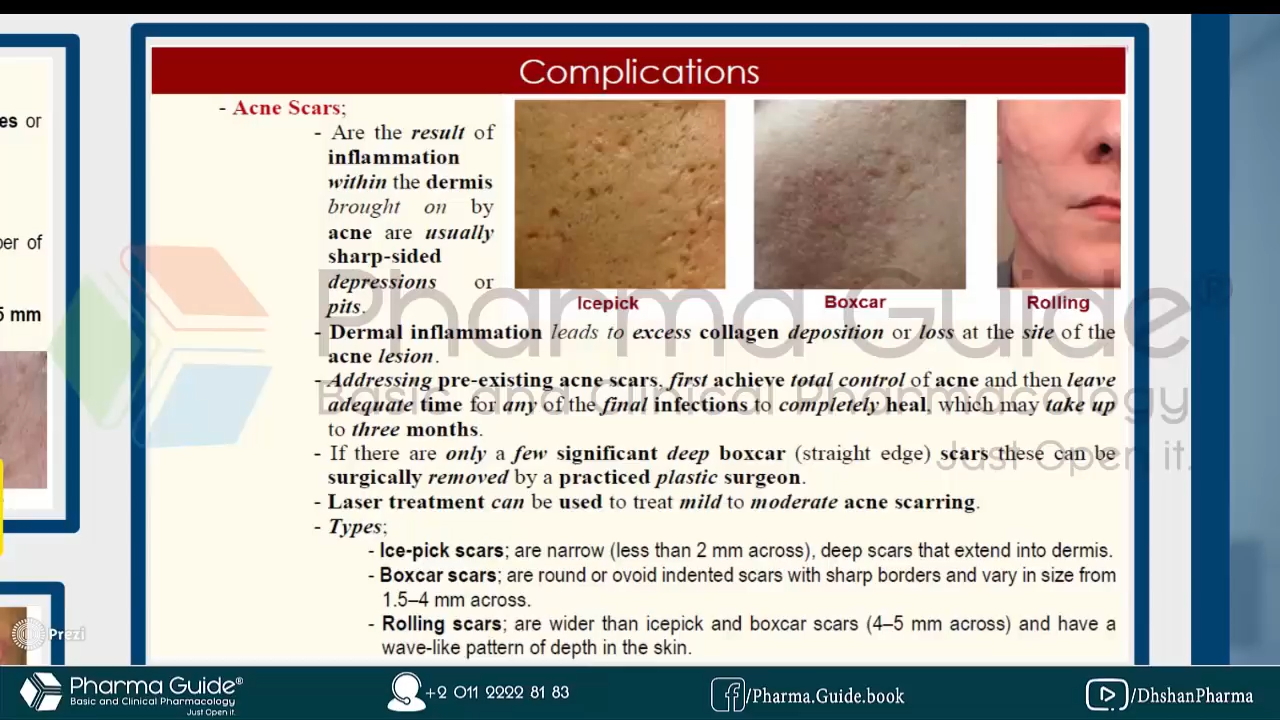 Complications
es or
er of
5 mm
- Acne Scars;
- Are the result of
inflammation
within the dermis
brought on by
acne are usually
sharp-sided
depressions or
pits.
Icepick
Boxcar
Rolling
- Dermal inflammation leads to excess collagen deposition or loss at the site of the
acne lesion.
- Addressing pre-existing acne scars, first achieve total control of acne and then leave
adequate time for any of the final infections to completely heal, which may take up
to three months.
- If there are only a few significant deep boxcar (straight edge) scars these can be
surgically removed by a practiced plastic surgeon.
- Laser treatment can be used to treat mild to moderate acne scarring.
- Types;
- Ice-pick scars; are narrow (less than 2 mm across), deep scars that extend into dermis.
- Boxcar scars; are round or ovoid indented scars with sharp borders and vary in size from
1.5–4 mm across.
- Rolling scars; are wider than icepick and boxcar scars (4–5 mm across) and have a
wave-like pattern of depth in the skin.
Pharma Guide®
Basic and Clinical Pharmacology
Just Open it.
Prezi
Pharma Guide®
Basic and Clinical Pharmacology
Just Open it.
+2 011 2222 81 83
/Pharma.Guide.book
/DhshanPharma